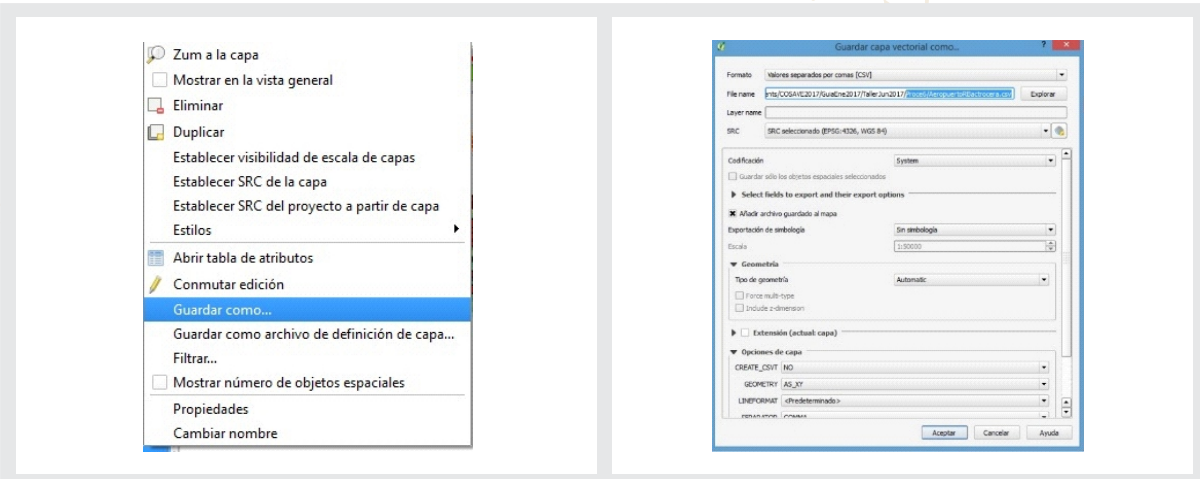 Zum a la capa
Mostrar en la vista general
Eliminar
Duplicar
Establecer visibilidad de escala de capas
Establecer SRC de la capa
Establecer SRC del proyecto a partir de capa
Estilos
Abrir tabla de atributos
Conmutar edición
Guardar como...
Guardar como archivo de definición de capa...
Filtrar...
Mostrar número de objetos espaciales
Propiedades
Cambiar nombre
Guardar capa vectorial como...
Formato Valores separados por comas [CSV]
File name nts/COSAVE2017/GuiaEne2017/TallerJun2017/ Explorar
Layer name
SRC SRC seleccionado (EPSG:4326, WGS 84)
Codificación System
Guardar sólo los objetos espaciales seleccionados
Select fields to export and their export options
Añadir archivo guardado al mapa
Exportación de simbología Sin simbología
Escala 1:50000
Geometría
Tipo de geometría Automatic
Force multi-type
Include z-dimension
Extensión (actual: capa)
Opciones de capa
CREATE_CSVT NO
GEOMETRY AS_XY
LINEFORMAT <Predeterminado>
SEPARATOR COMMA
Aceptar Cancelar Ayuda